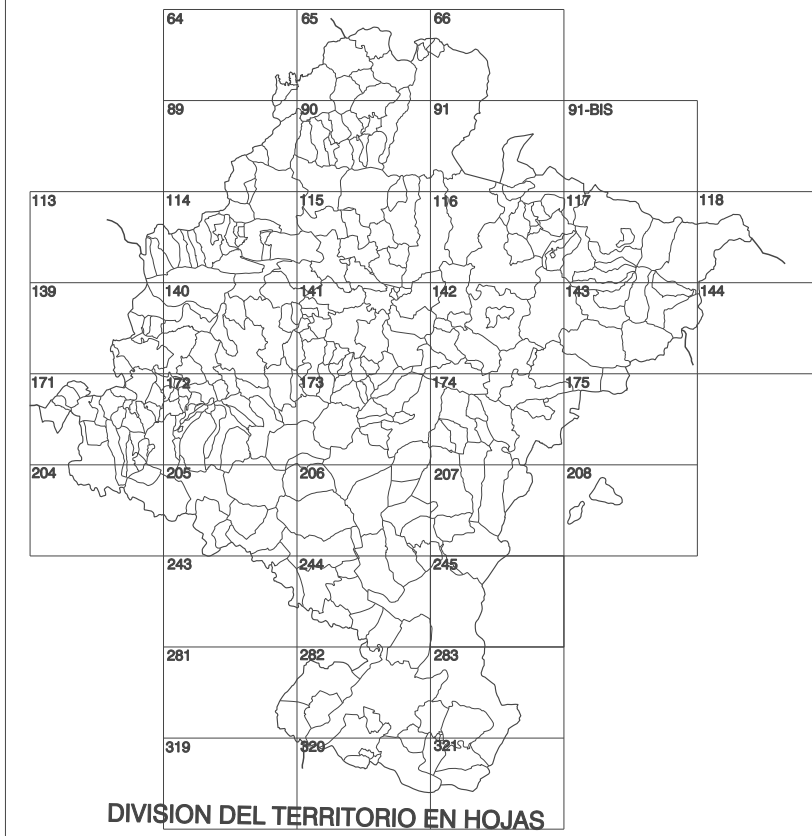 64 65 66
89 90 91 91-BIS
113 114 115 116 117 118
139 140 141 142 143 144
171 172 173 174 175
204 205 206 207 208
243 244 245
281 282 283
319 320 321
DIVISION DEL TERRITORIO EN HOJAS